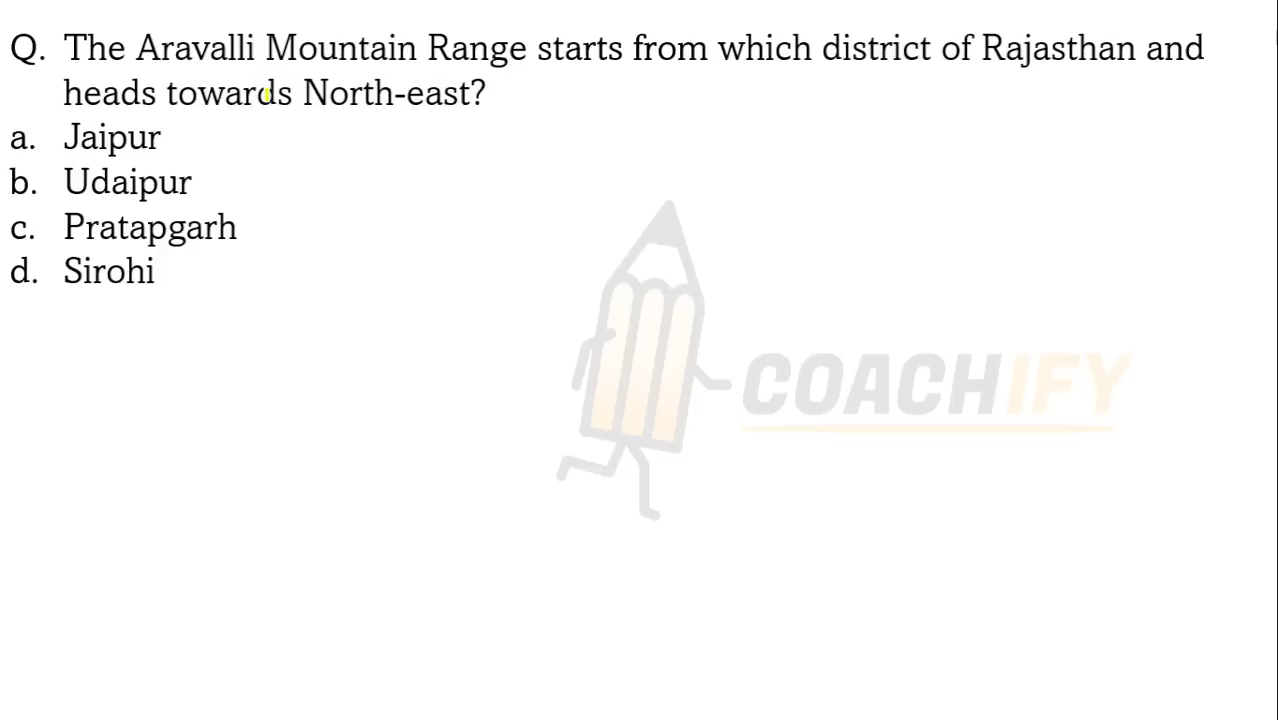 Q. The Aravalli Mountain Range starts from which district of Rajasthan and
heads towards North-east?
a. Jaipur
b. Udaipur
c. Pratapgarh
d. Sirohi
COACHIFY